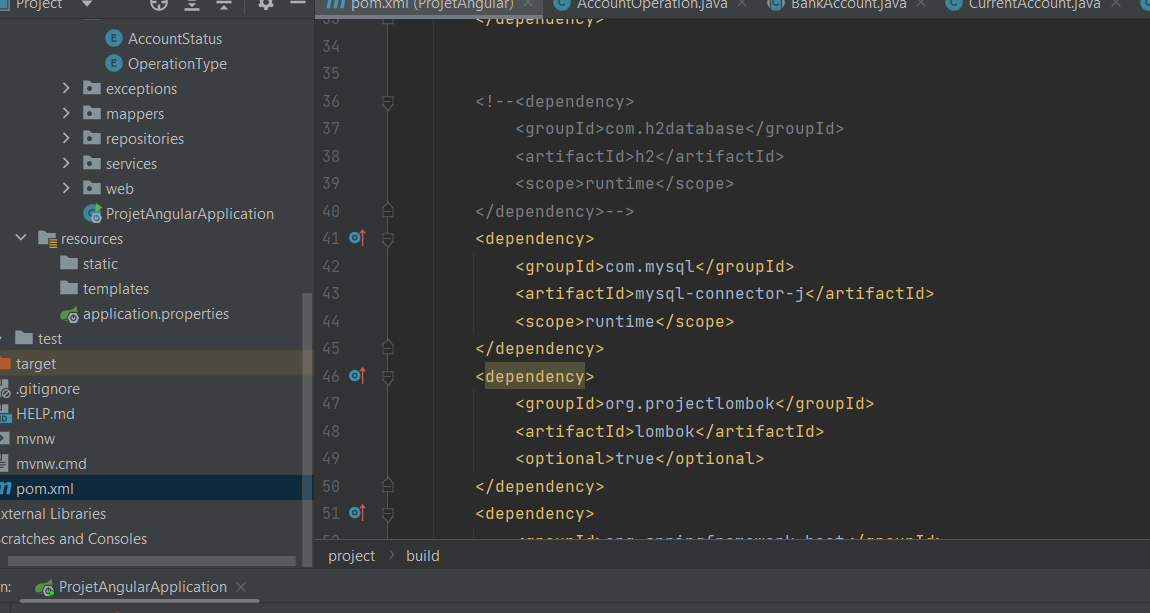 Project
pom.xml (ProjetAngular)
AccountOperation.java
BankAccount.java
CurrentAccount.java
AccountStatus
OperationType
exceptions
mappers
repositories
services
web
ProjetAngularApplication
resources
static
templates
application.properties
test
target
.gitignore
HELP.md
mvnw
mvnw.cmd
pom.xml
xternal Libraries
cratches and Consoles
33 </dependency>
34
35
36 <!--<dependency>
37 <groupId>com.h2database</groupId>
38 <artifactId>h2</artifactId>
39 <scope>runtime</scope>
40 </dependency>-->
41 <dependency>
42 <groupId>com.mysql</groupId>
43 <artifactId>mysql-connector-j</artifactId>
44 <scope>runtime</scope>
45 </dependency>
46 <dependency>
47 <groupId>org.projectlombok</groupId>
48 <artifactId>lombok</artifactId>
49 <optional>true</optional>
50 </dependency>
51 <dependency>
52 <groupId>org.springframework.boot</groupId>
project > build
n: ProjetAngularApplication